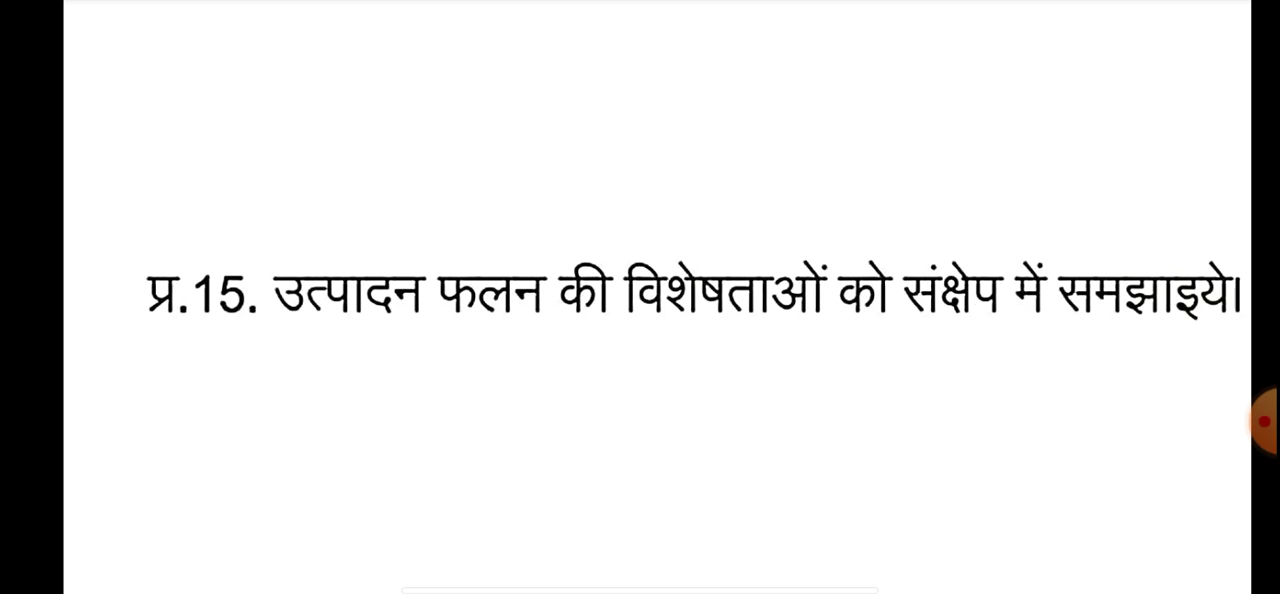 प्र.15. उत्पादन फलन की विशेषताओं को संक्षेप में समझाइये।